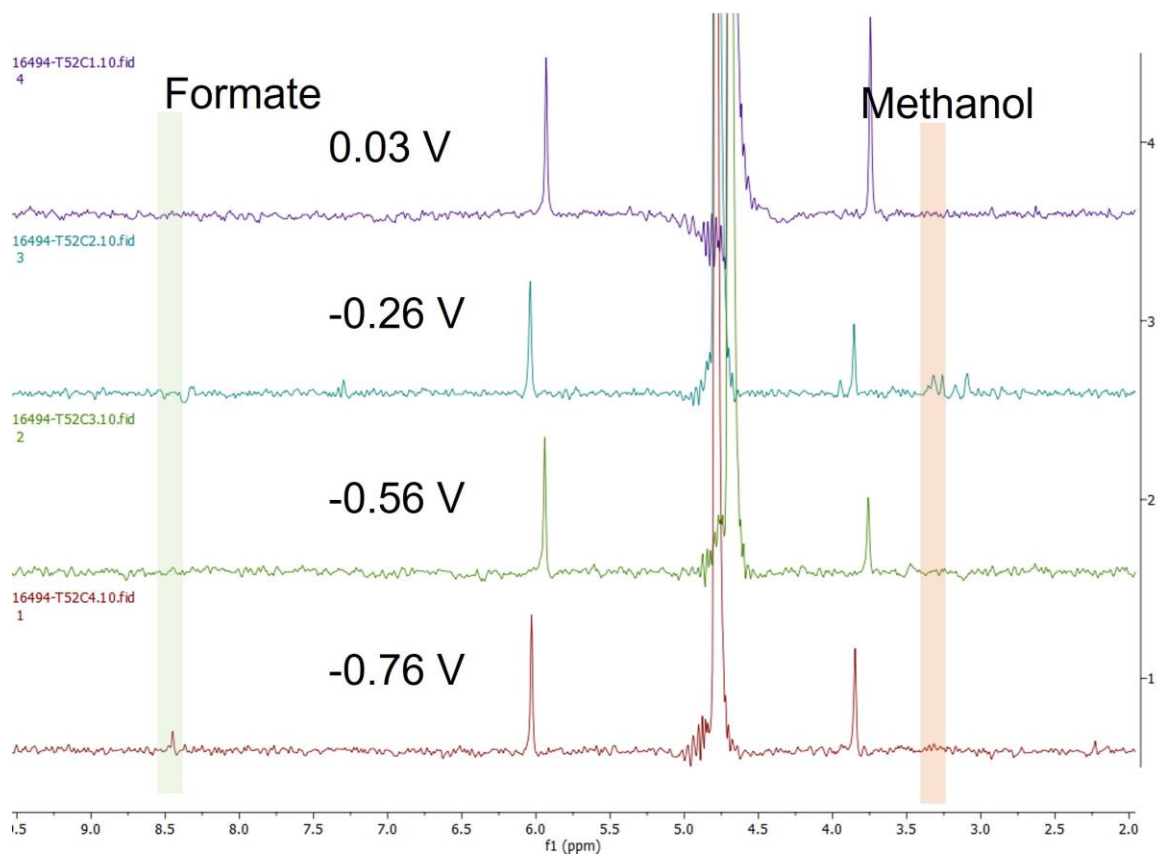 16494-T52C1.10.fid
4
Formate
Methanol
0.03 V
4
16494-T52C2.10.fid
3
-0.26 V
3
16494-T52C3.10.fid
2
-0.56 V
2
16494-T52C4.10.fid
1
-0.76 V
1
.5 9.0 8.5 8.0 7.5 7.0 6.5 6.0 5.5 5.0 4.5 4.0 3.5 3.0 2.5 2.0
f1 (ppm)